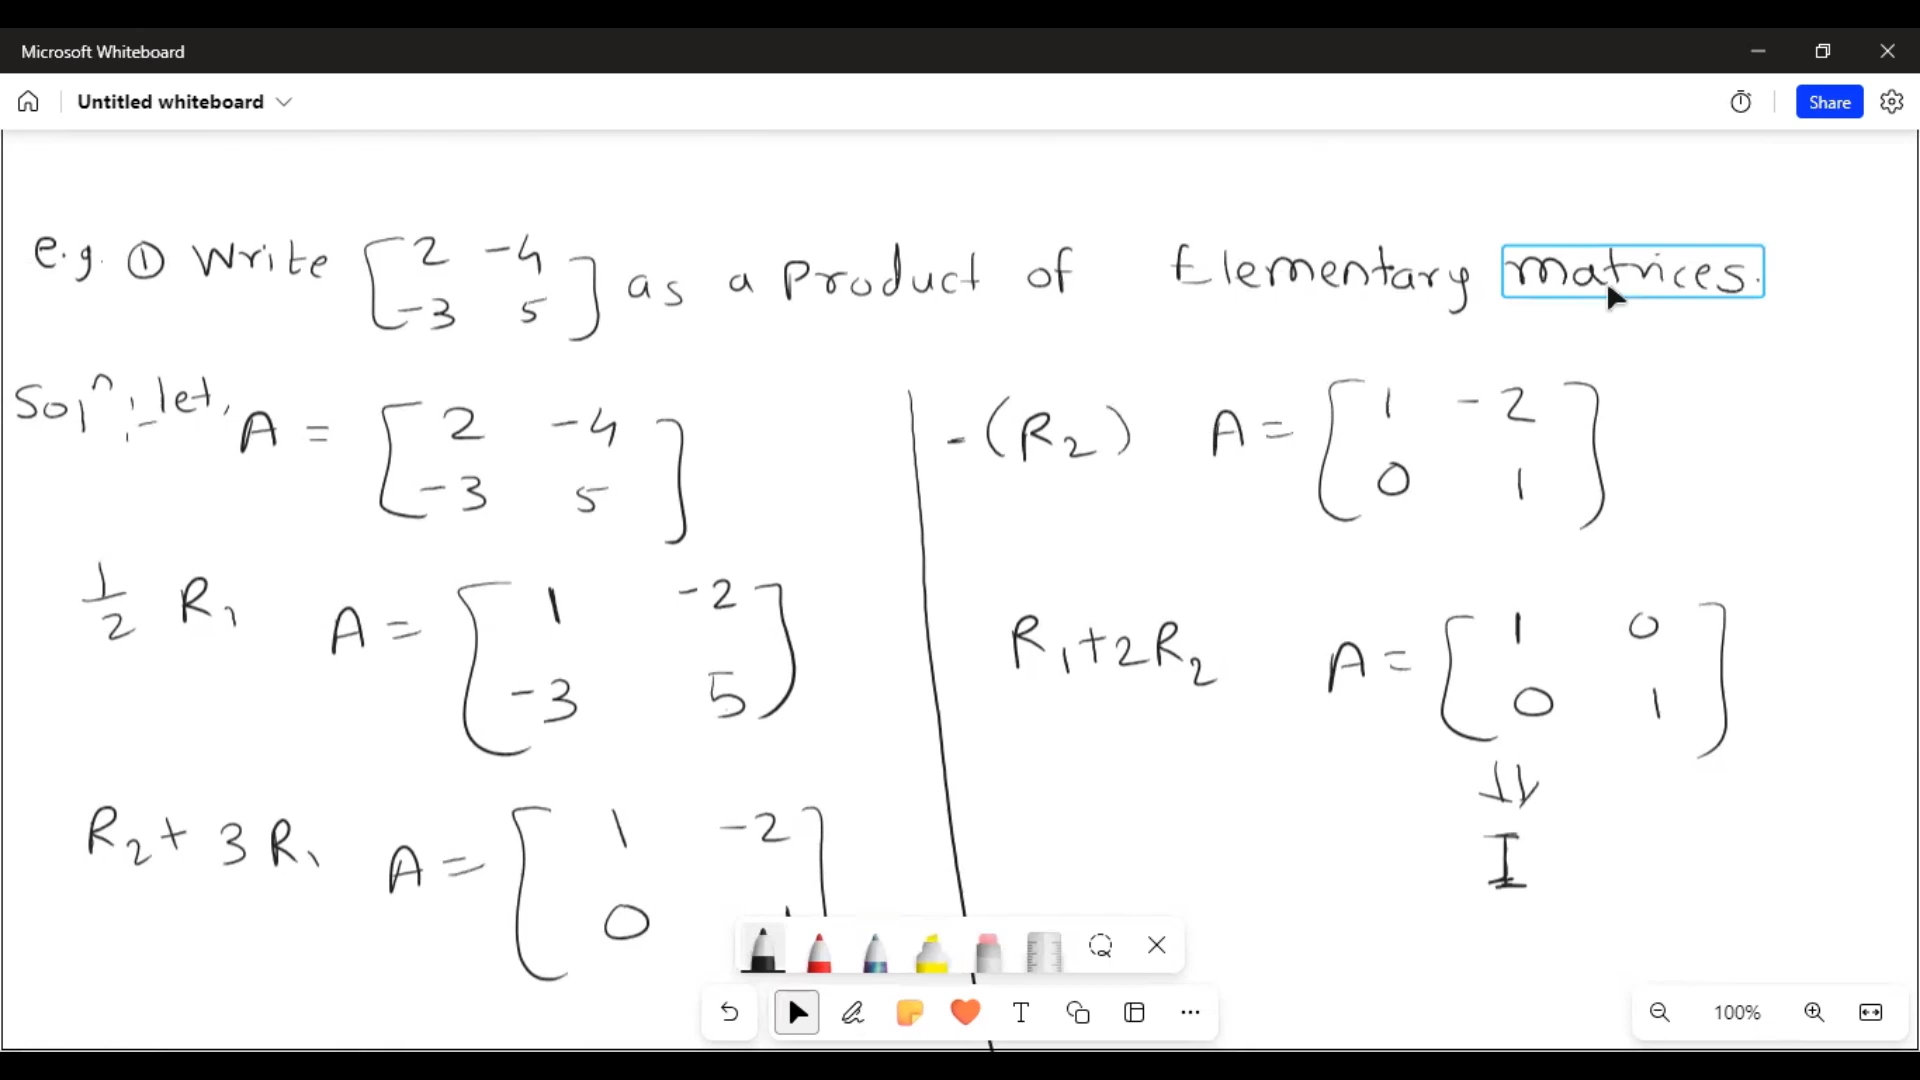 Microsoft Whiteboard
Untitled whiteboard
Share
e.g. ① Write [2 -4
-3 5] as a Product of Elementary matrices.
Solⁿ:- let, A = [2 -4
-3 5]
1/2 R₁ A = [1 -2
-3 5]
R₂ + 3R₁ A = [1 -2
0
-(R₂) A = [1 -2
0 1]
R₁+2R₂ A = [1 0
0 1]
⇓
I
100%